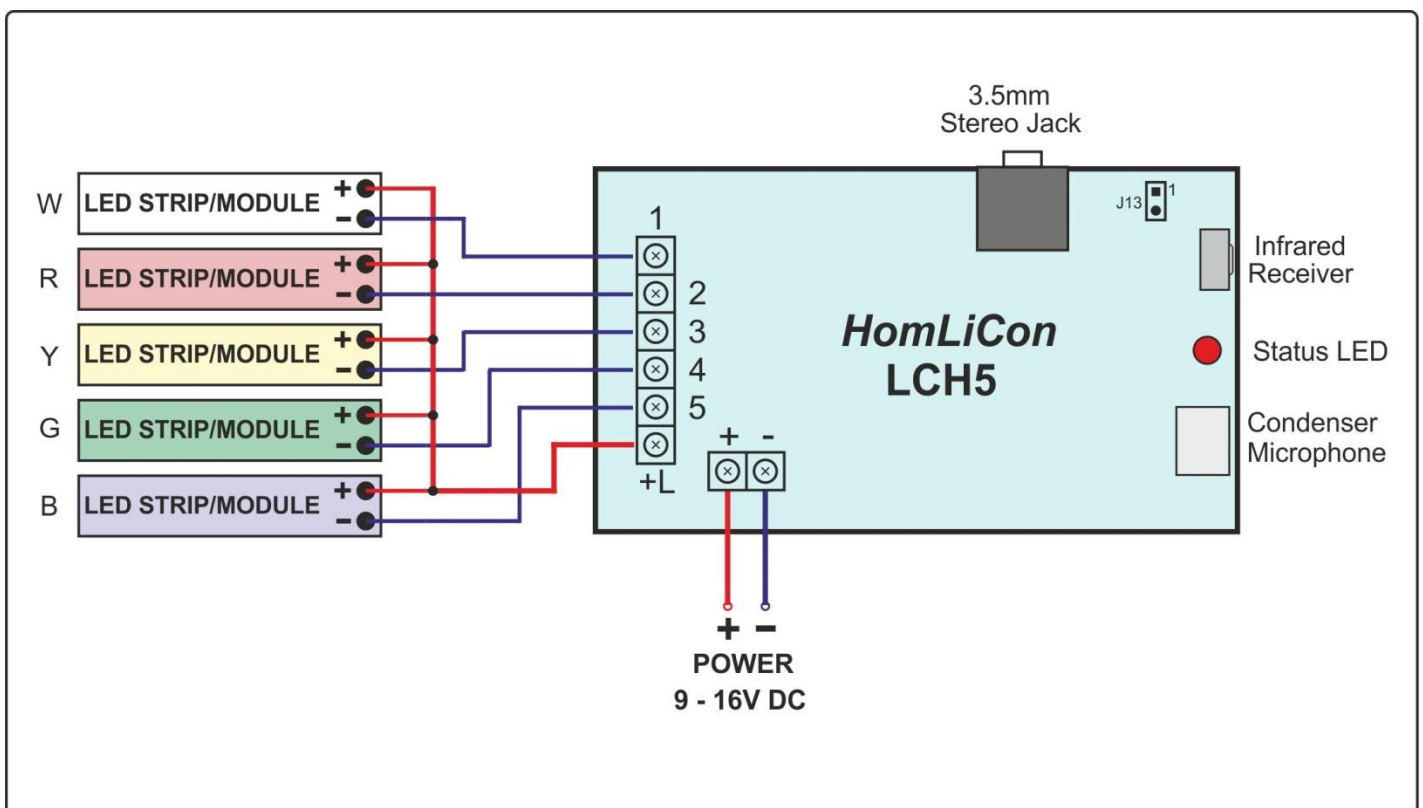 3.5mm
Stereo Jack
W
LED STRIP/MODULE
+
−
R
LED STRIP/MODULE
+
−
Y
LED STRIP/MODULE
+
−
G
LED STRIP/MODULE
+
−
B
LED STRIP/MODULE
+
−
1
2
3
4
5
+L
+ -
J13
1
HomLiCon
LCH5
Infrared
Receiver
Status LED
Condenser
Microphone
+ −
POWER
9 - 16V DC